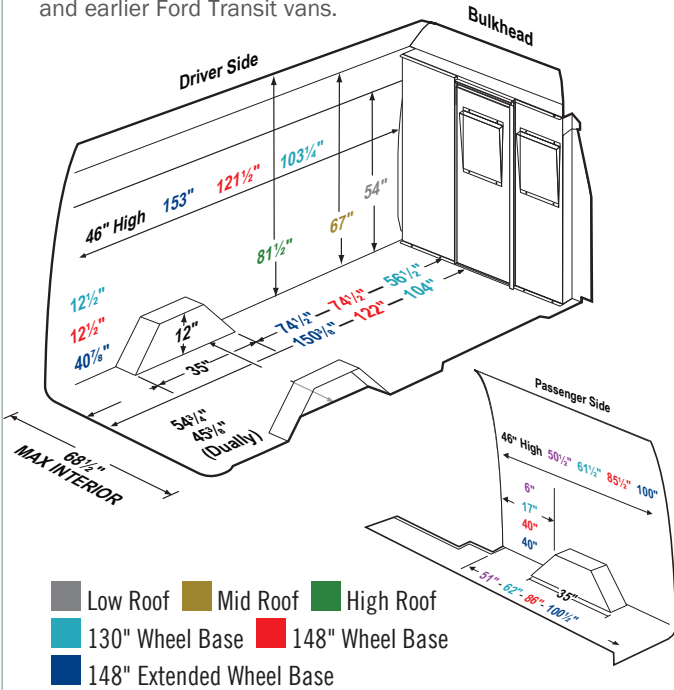 and earlier Ford Transit vans.
Bulkhead
Driver Side
46" High 153" 121½" 103¼"
54"
67"
81½"
12½"
12½"
40⅞"
12"
35"
74½" 74½" 56½"
150⅜" 122" 104"
54¾"
45⅜"
(Dually)
68½"
MAX INTERIOR
Passenger Side
46" High 50½" 61½" 85½" 100"
6"
17"
40"
40"
35"
51" - 62" - 86" - 100½"
Low Roof Mid Roof High Roof
130" Wheel Base 148" Wheel Base
148" Extended Wheel Base